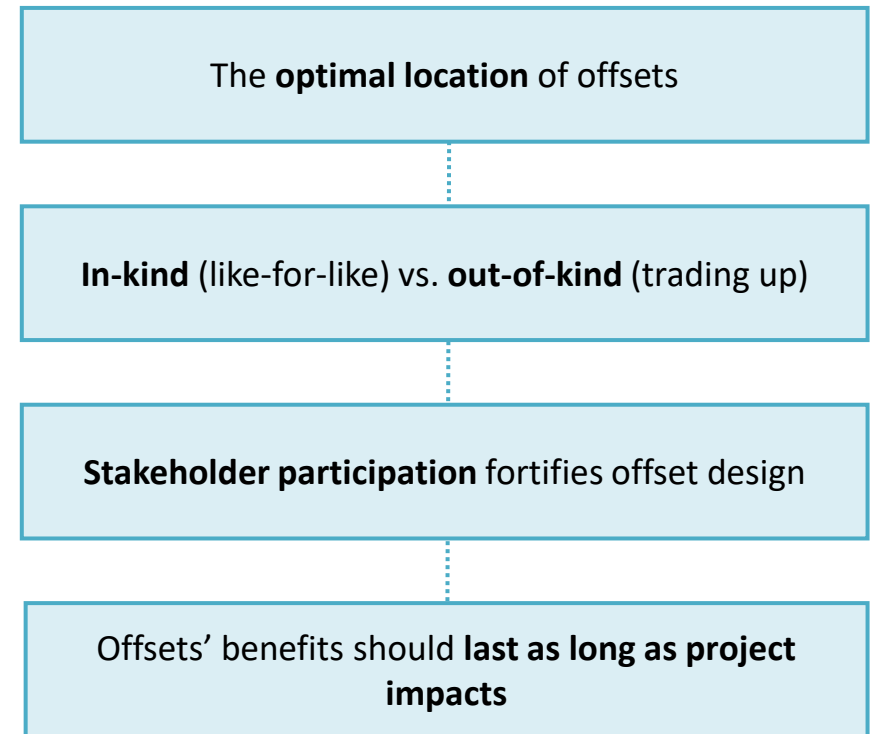 The optimal location of offsets
In-kind (like-for-like) vs. out-of-kind (trading up)
Stakeholder participation fortifies offset design
Offsets’ benefits should last as long as project
impacts